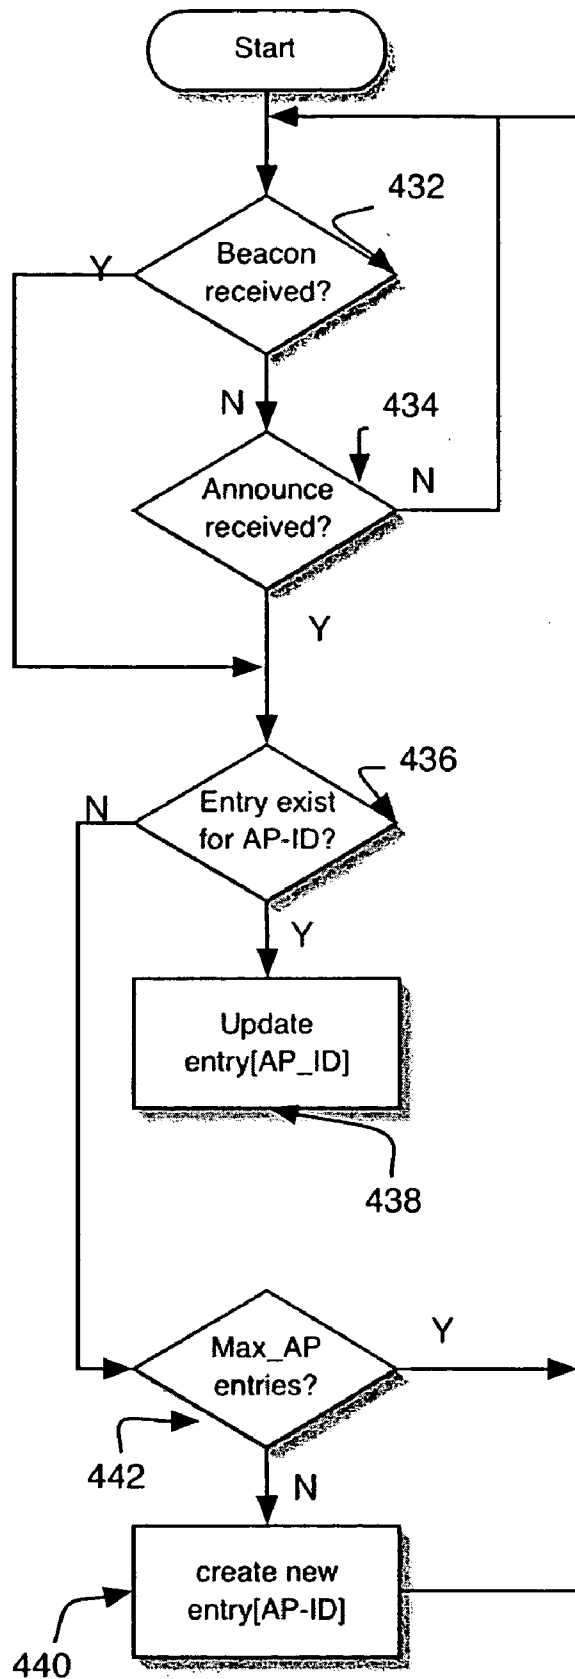 Start
432
Beacon
received?
Y
N
434
Announce
received?
N
Y
436
Entry exist
for AP-ID?
N
Y
Update
entry[AP_ID]
438
Max_AP
entries?
Y
442
N
create new
entry[AP-ID]
440